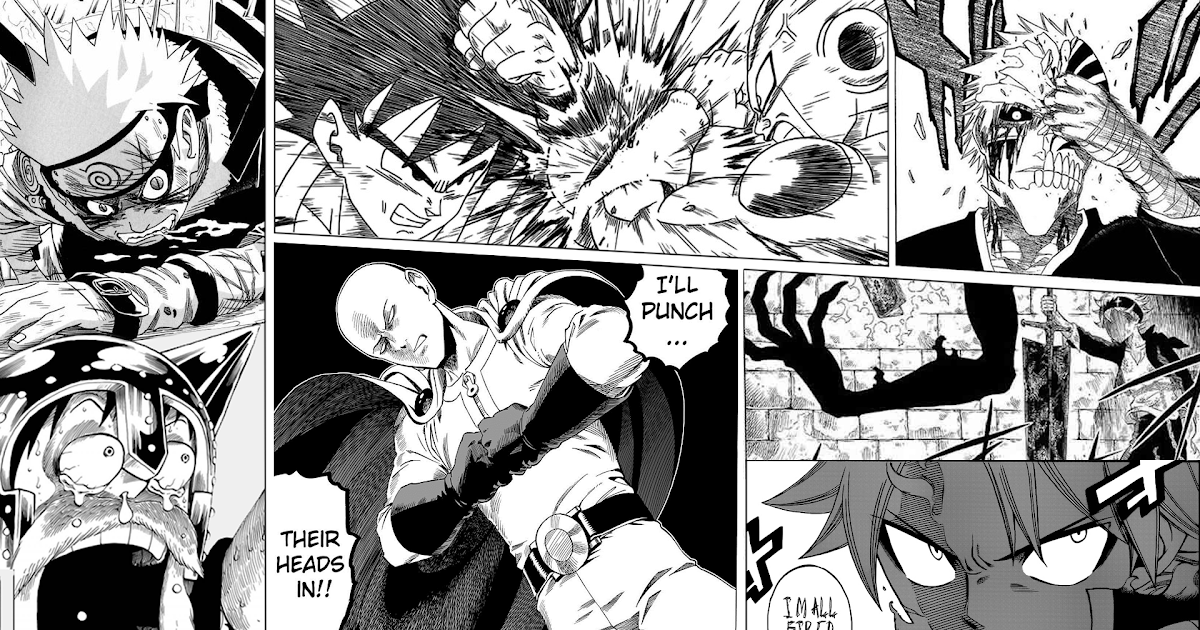 I'LL
PUNCH
...
THEIR
HEADS
IN!!
I'M ALL